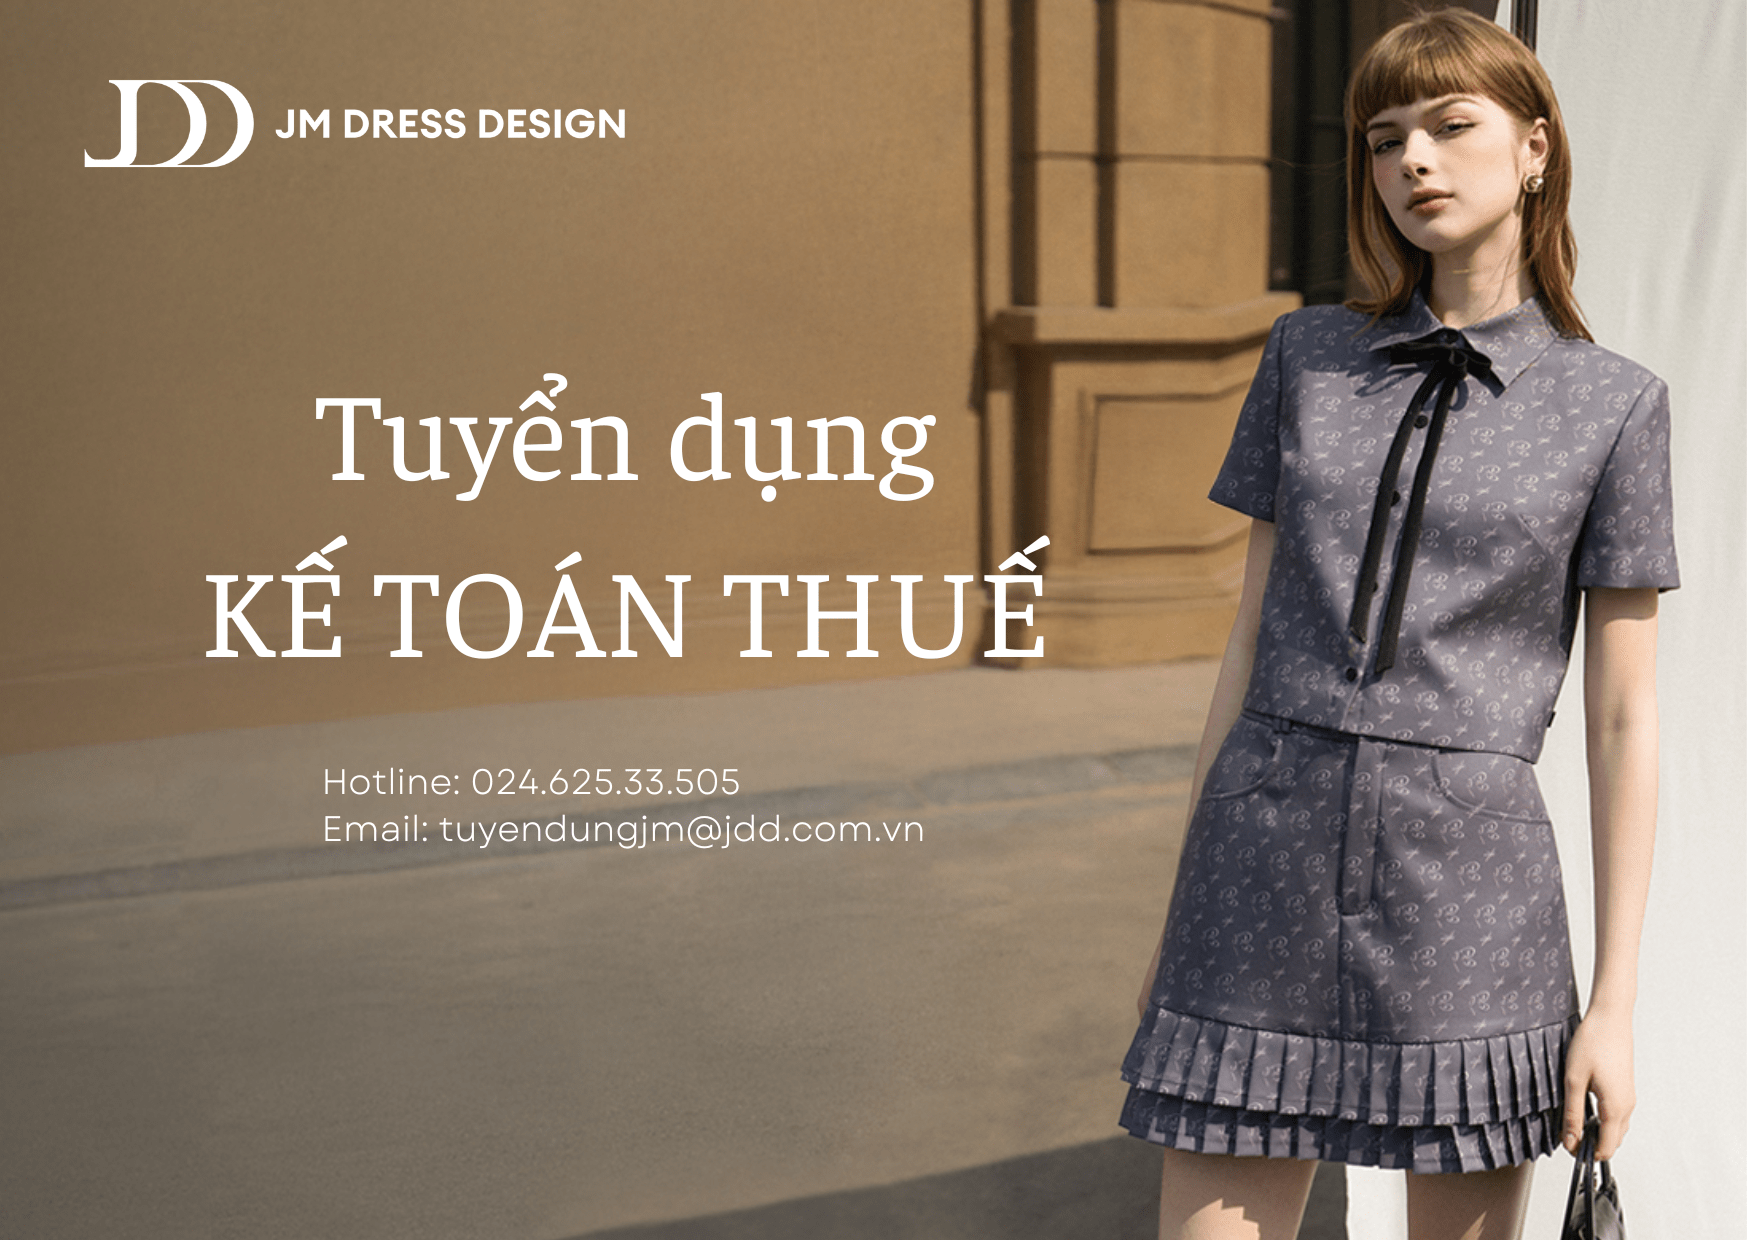 JDD JM DRESS DESIGN
Tuyển dụng
KẾ TOÁN THUẾ
Hotline: 024.625.33.505
Email: tuyendungjm@jdd.com.vn